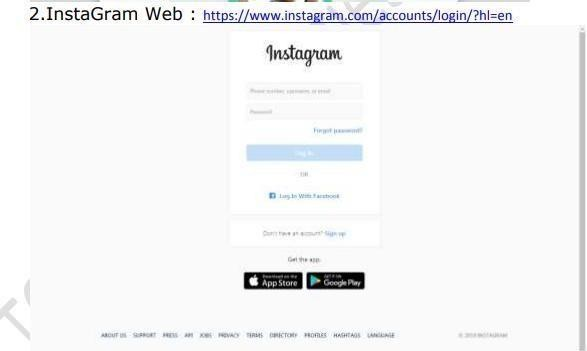 2.InstaGram Web : https://www.instagram.com/accounts/login/?hl=en
Instagram
Phone number, username, or email
Password
Forgot password?
Log In
OR
Log In With Facebook
Don't have an account? Sign up
Get the app.
Download on the App Store
GET IT ON Google Play
ABOUT US SUPPORT PRESS API JOBS PRIVACY TERMS DIRECTORY PROFILES HASHTAGS LANGUAGE
© 2019 INSTAGRAM